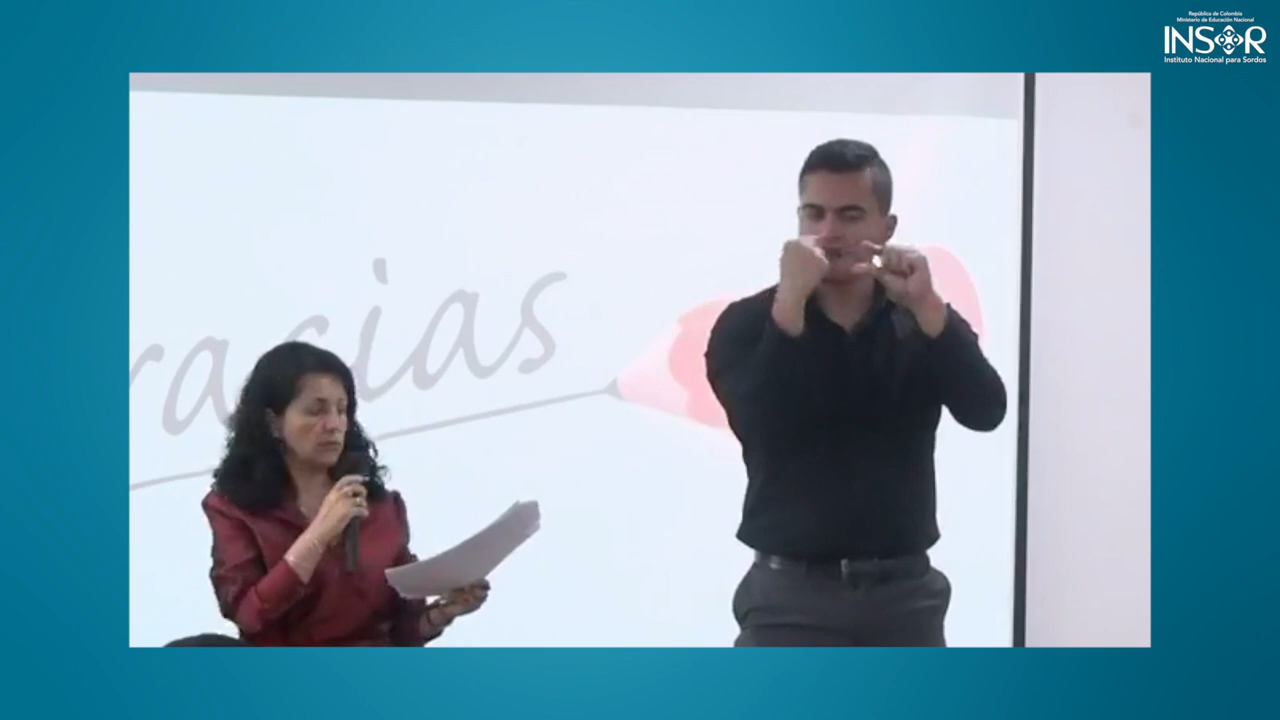 República de Colombia
Ministerio de Educación Nacional
INSOR
Instituto Nacional para Sordos
racias